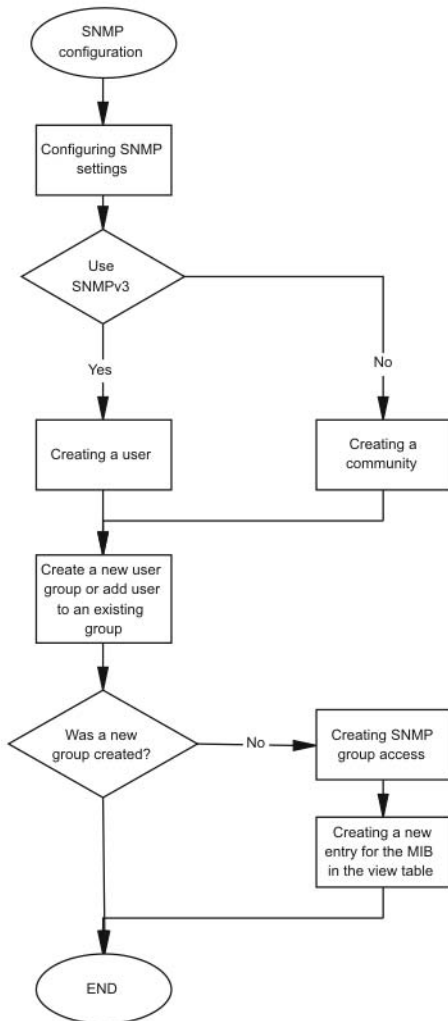 SNMP
configuration
Configuring SNMP
settings
Use
SNMPv3
Yes
No
Creating a user
Creating a
community
Create a new user
group or add user
to an existing
group
Was a new
group created?
No
Creating SNMP
group access
Creating a new
entry for the MIB
in the view table
END